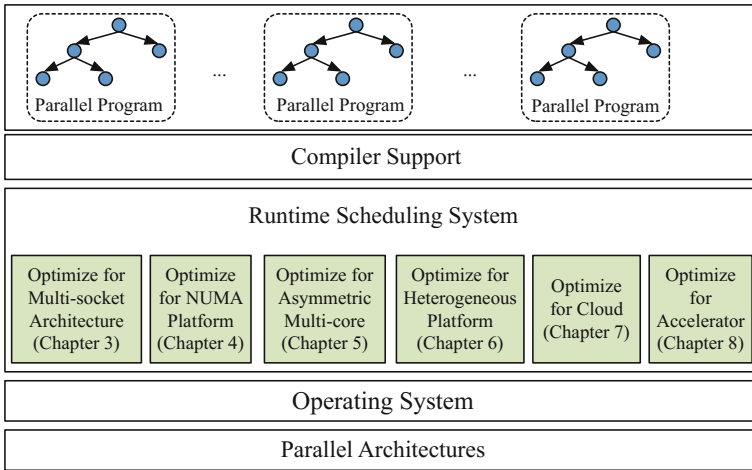 ... ...
Parallel Program Parallel Program Parallel Program
Compiler Support
Runtime Scheduling System
Optimize for
Multi-socket
Architecture
(Chapter 3)
Optimize
for NUMA
Platform
(Chapter 4)
Optimize for
Asymmetric
Multi-core
(Chapter 5)
Optimize for
Heterogeneous
Platform
(Chapter 6)
Optimize
for Cloud
(Chapter 7)
Optimize
for
Accelerator
(Chapter 8)
Operating System
Parallel Architectures